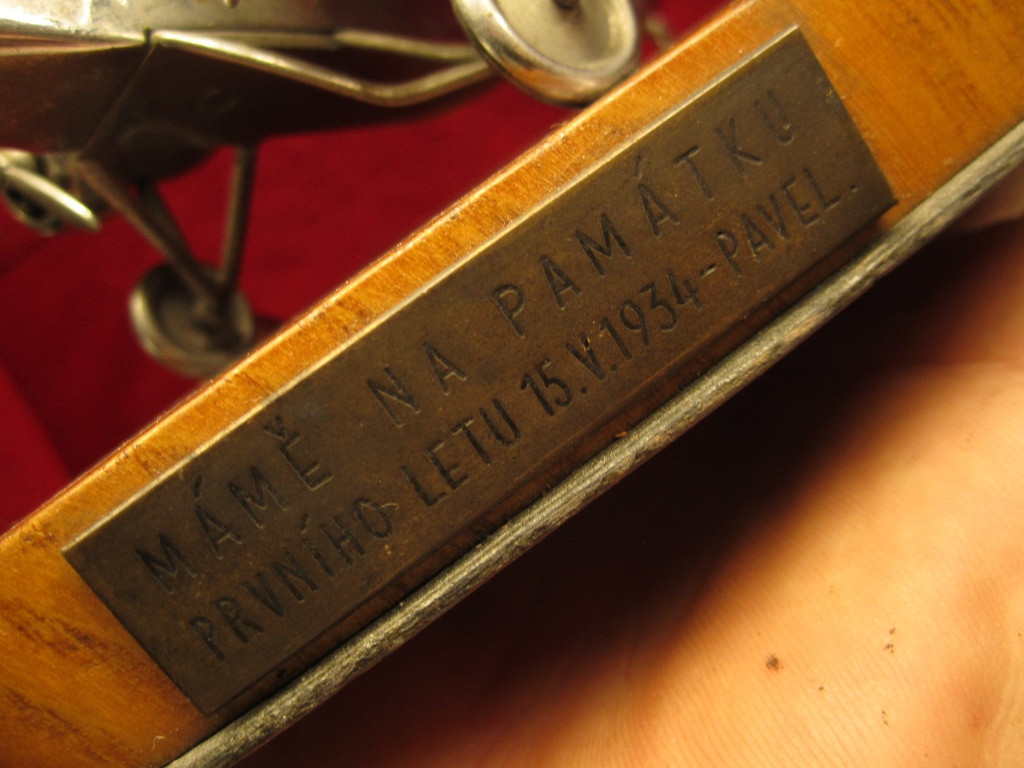 MÁMĚ NA PAMÁTKU
PRVNÍHO LETU 15.V.1934-PAVEL.